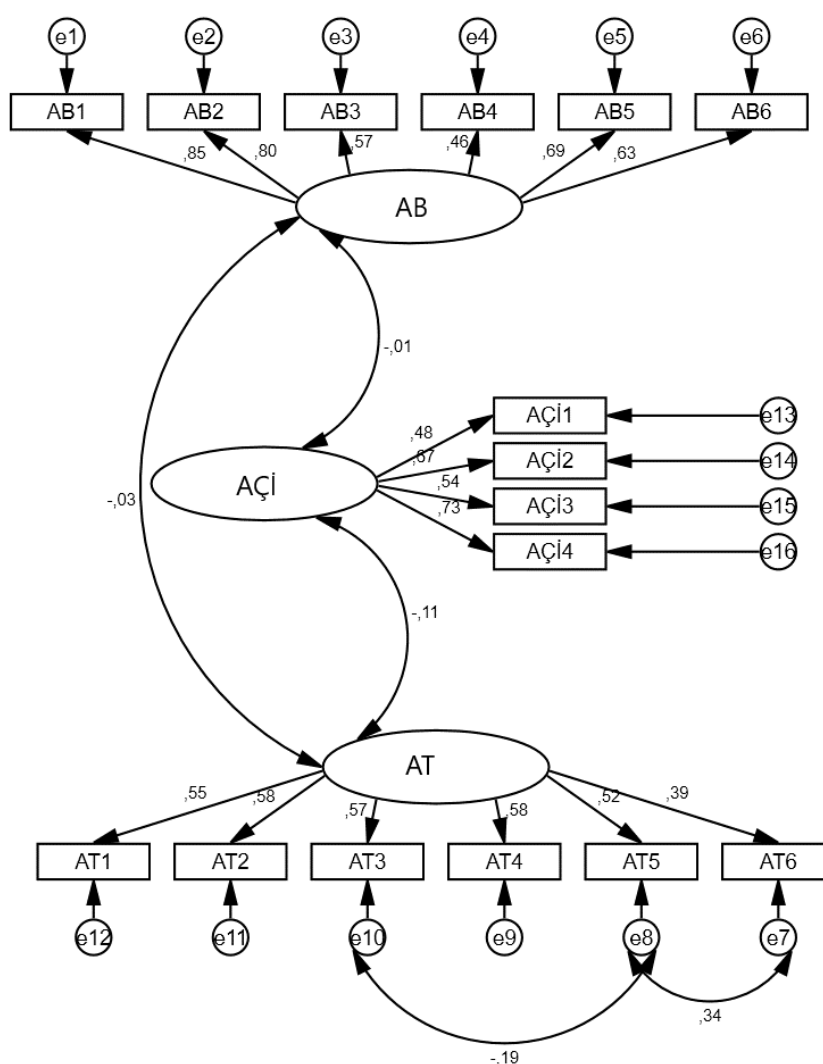 e1 e2 e3 e4 e5 e6
AB1 AB2 AB3 AB4 AB5 AB6
,85 ,80 ,57 ,46 ,69 ,63
AB
-,01
AÇİ1 e13
,48
AÇİ2 e14
,67
AÇİ
,54
AÇİ3 e15
-,03
,73
AÇİ4 e16
-,11
AT
,55 ,58 ,57 ,58 ,52 ,39
AT1 AT2 AT3 AT4 AT5 AT6
e12 e11 e10 e9 e8 e7
,34
-,19